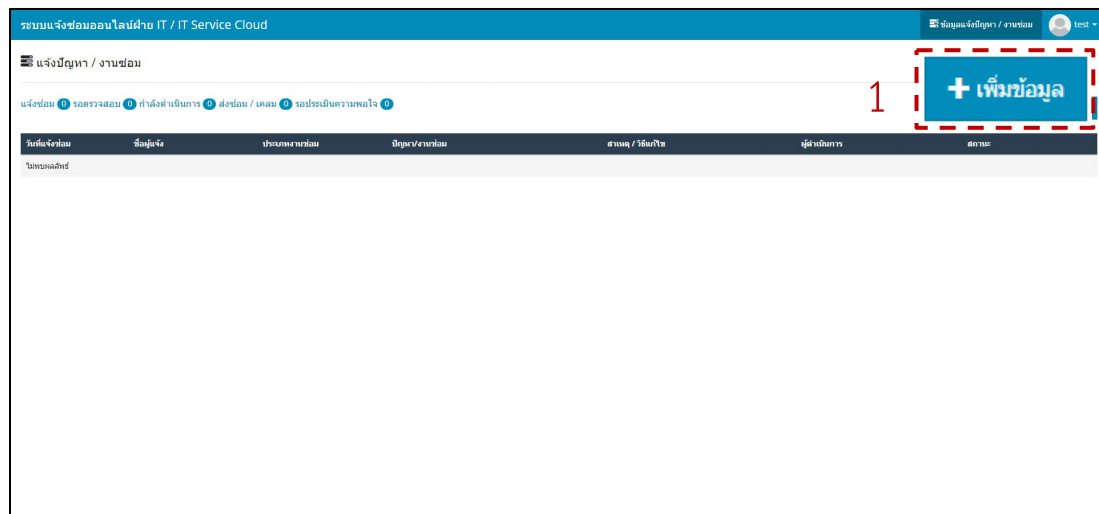 ระบบแจ้งซ่อมออนไลน์ฝ่าย IT / IT Service Cloud
ข้อมูลแจ้งปัญหา / งานซ่อม
test
แจ้งปัญหา / งานซ่อม
1
+ เพิ่มข้อมูล
แจ้งซ่อม 0 รอตรวจสอบ 0 กำลังดำเนินการ 0 ส่งซ่อม / เคลม 0 รอประเมินความพอใจ 0
วันที่แจ้งซ่อม ชื่อผู้แจ้ง ประเภทงานซ่อม ปัญหา/งานซ่อม สาเหตุ / วิธีแก้ไข ผู้ดำเนินการ สถานะ
ไม่พบผลลัพธ์